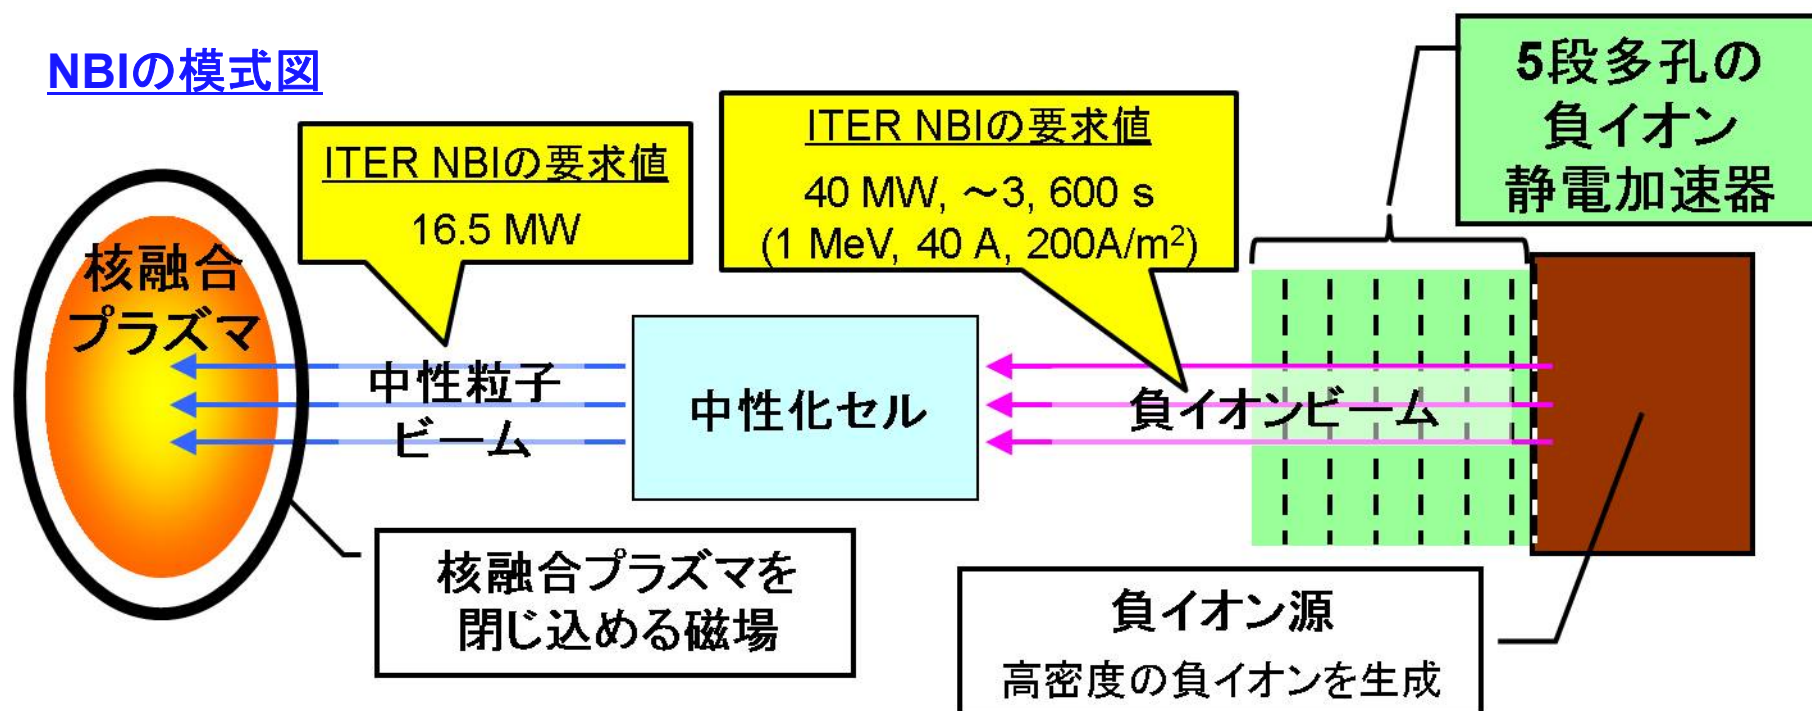 NBIの模式図
ITER NBIの要求値
16.5 MW
ITER NBIの要求値
40 MW, ～3, 600 s
(1 MeV, 40 A, 200A/m²)
5段多孔の
負イオン
静電加速器
核融合
プラズマ
中性粒子
ビーム
中性化セル
負イオンビーム
核融合プラズマを
閉じ込める磁場
負イオン源
高密度の負イオンを生成